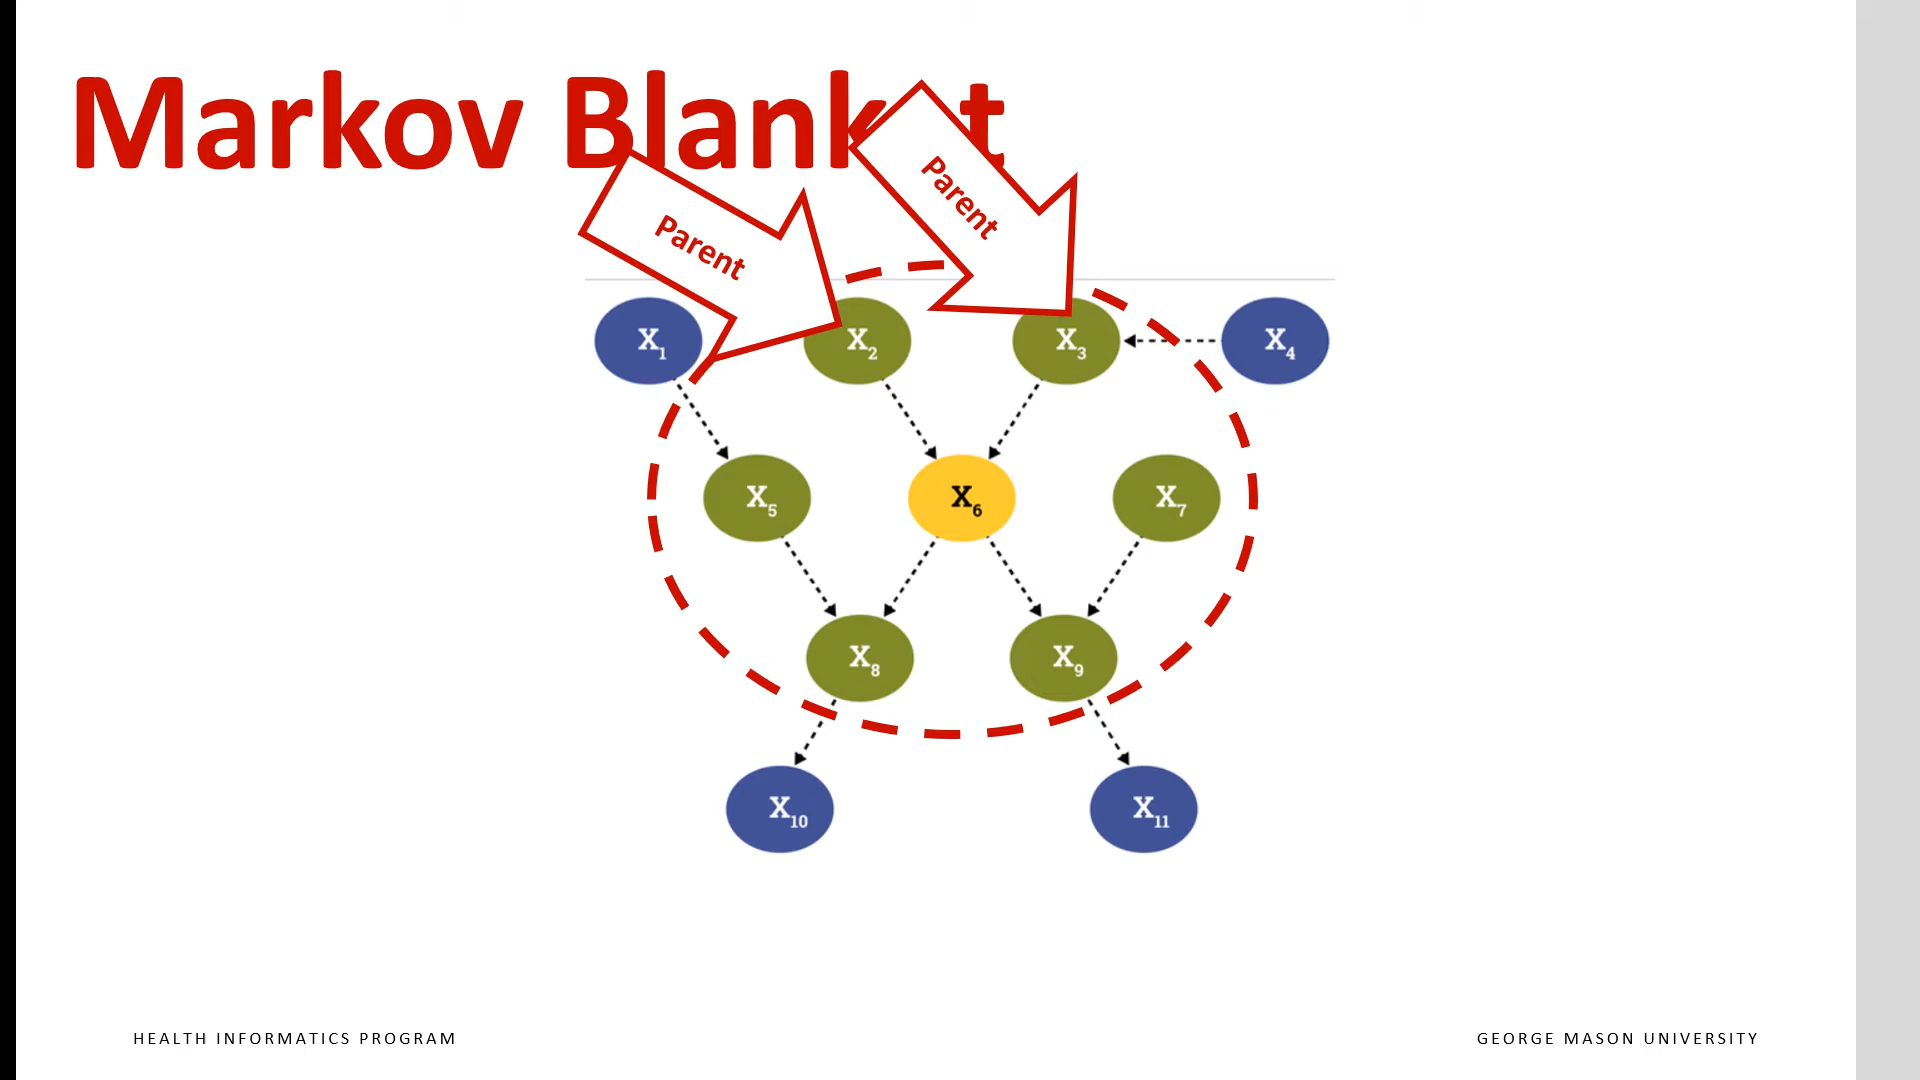 Markov Blank t
Parent
Parent
X1
X2
X3
X4
X5
X6
X7
X8
X9
X10
X11
HEALTH INFORMATICS PROGRAM
GEORGE MASON UNIVERSITY